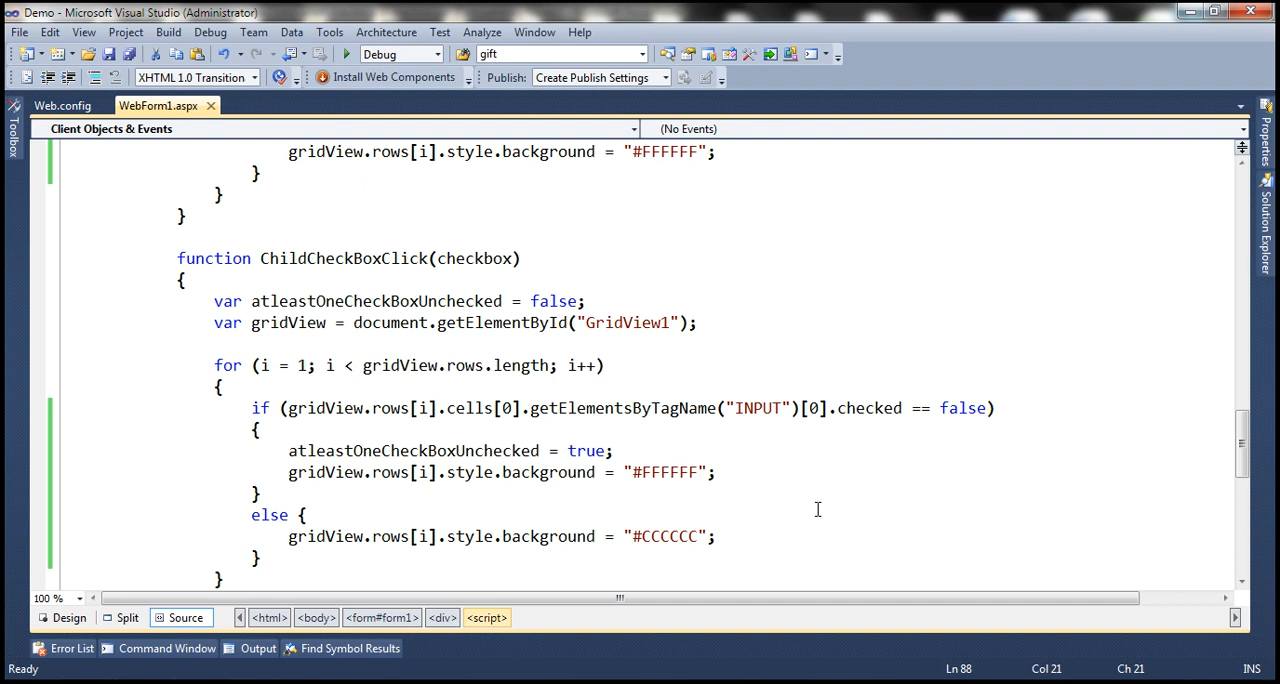 Demo - Microsoft Visual Studio (Administrator)
File Edit View Project Build Debug Team Data Tools Architecture Test Analyze Window Help
Debug gift
XHTML 1.0 Transition Install Web Components Publish: Create Publish Settings
Web.config WebForm1.aspx
Client Objects & Events (No Events)
Toolbox
Properties
Solution Explorer
gridView.rows[i].style.background = "#FFFFFF";
}
}
}
function ChildCheckBoxClick(checkbox)
{
var atleastOneCheckBoxUnchecked = false;
var gridView = document.getElementById("GridView1");
for (i = 1; i < gridView.rows.length; i++)
{
if (gridView.rows[i].cells[0].getElementsByTagName("INPUT")[0].checked == false)
{
atleastOneCheckBoxUnchecked = true;
gridView.rows[i].style.background = "#FFFFFF";
}
else {
gridView.rows[i].style.background = "#CCCCCC";
}
}
100 %
Design Split Source <html> <body> <form#form1> <div> <script>
Error List Command Window Output Find Symbol Results
Ready Ln 88 Col 21 Ch 21 INS